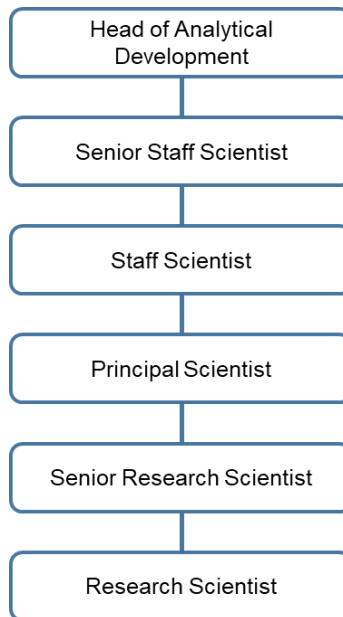 Head of Analytical
Development
Senior Staff Scientist
Staff Scientist
Principal Scientist
Senior Research Scientist
Research Scientist